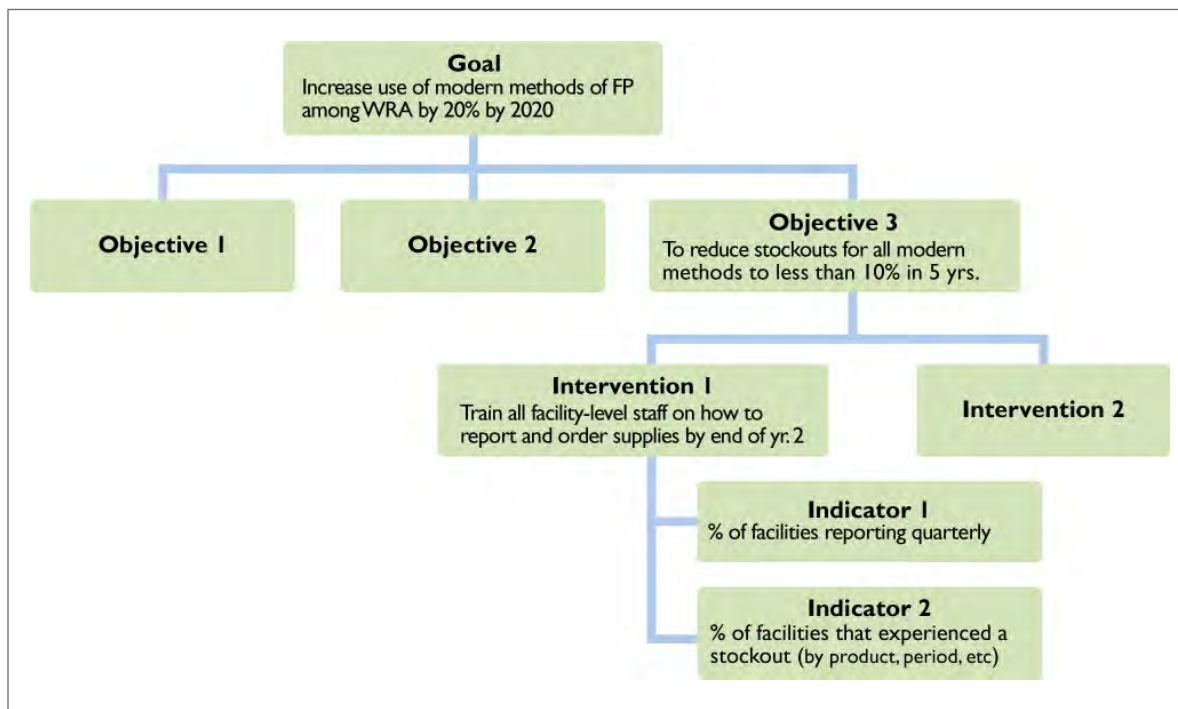 Goal
Increase use of modern methods of FP
among WRA by 20% by 2020
Objective 1
Objective 2
Objective 3
To reduce stockouts for all modern
methods to less than 10% in 5 yrs.
Intervention 1
Train all facility-level staff on how to
report and order supplies by end of yr. 2
Intervention 2
Indicator 1
% of facilities reporting quarterly
Indicator 2
% of facilities that experienced a
stockout (by product, period, etc)